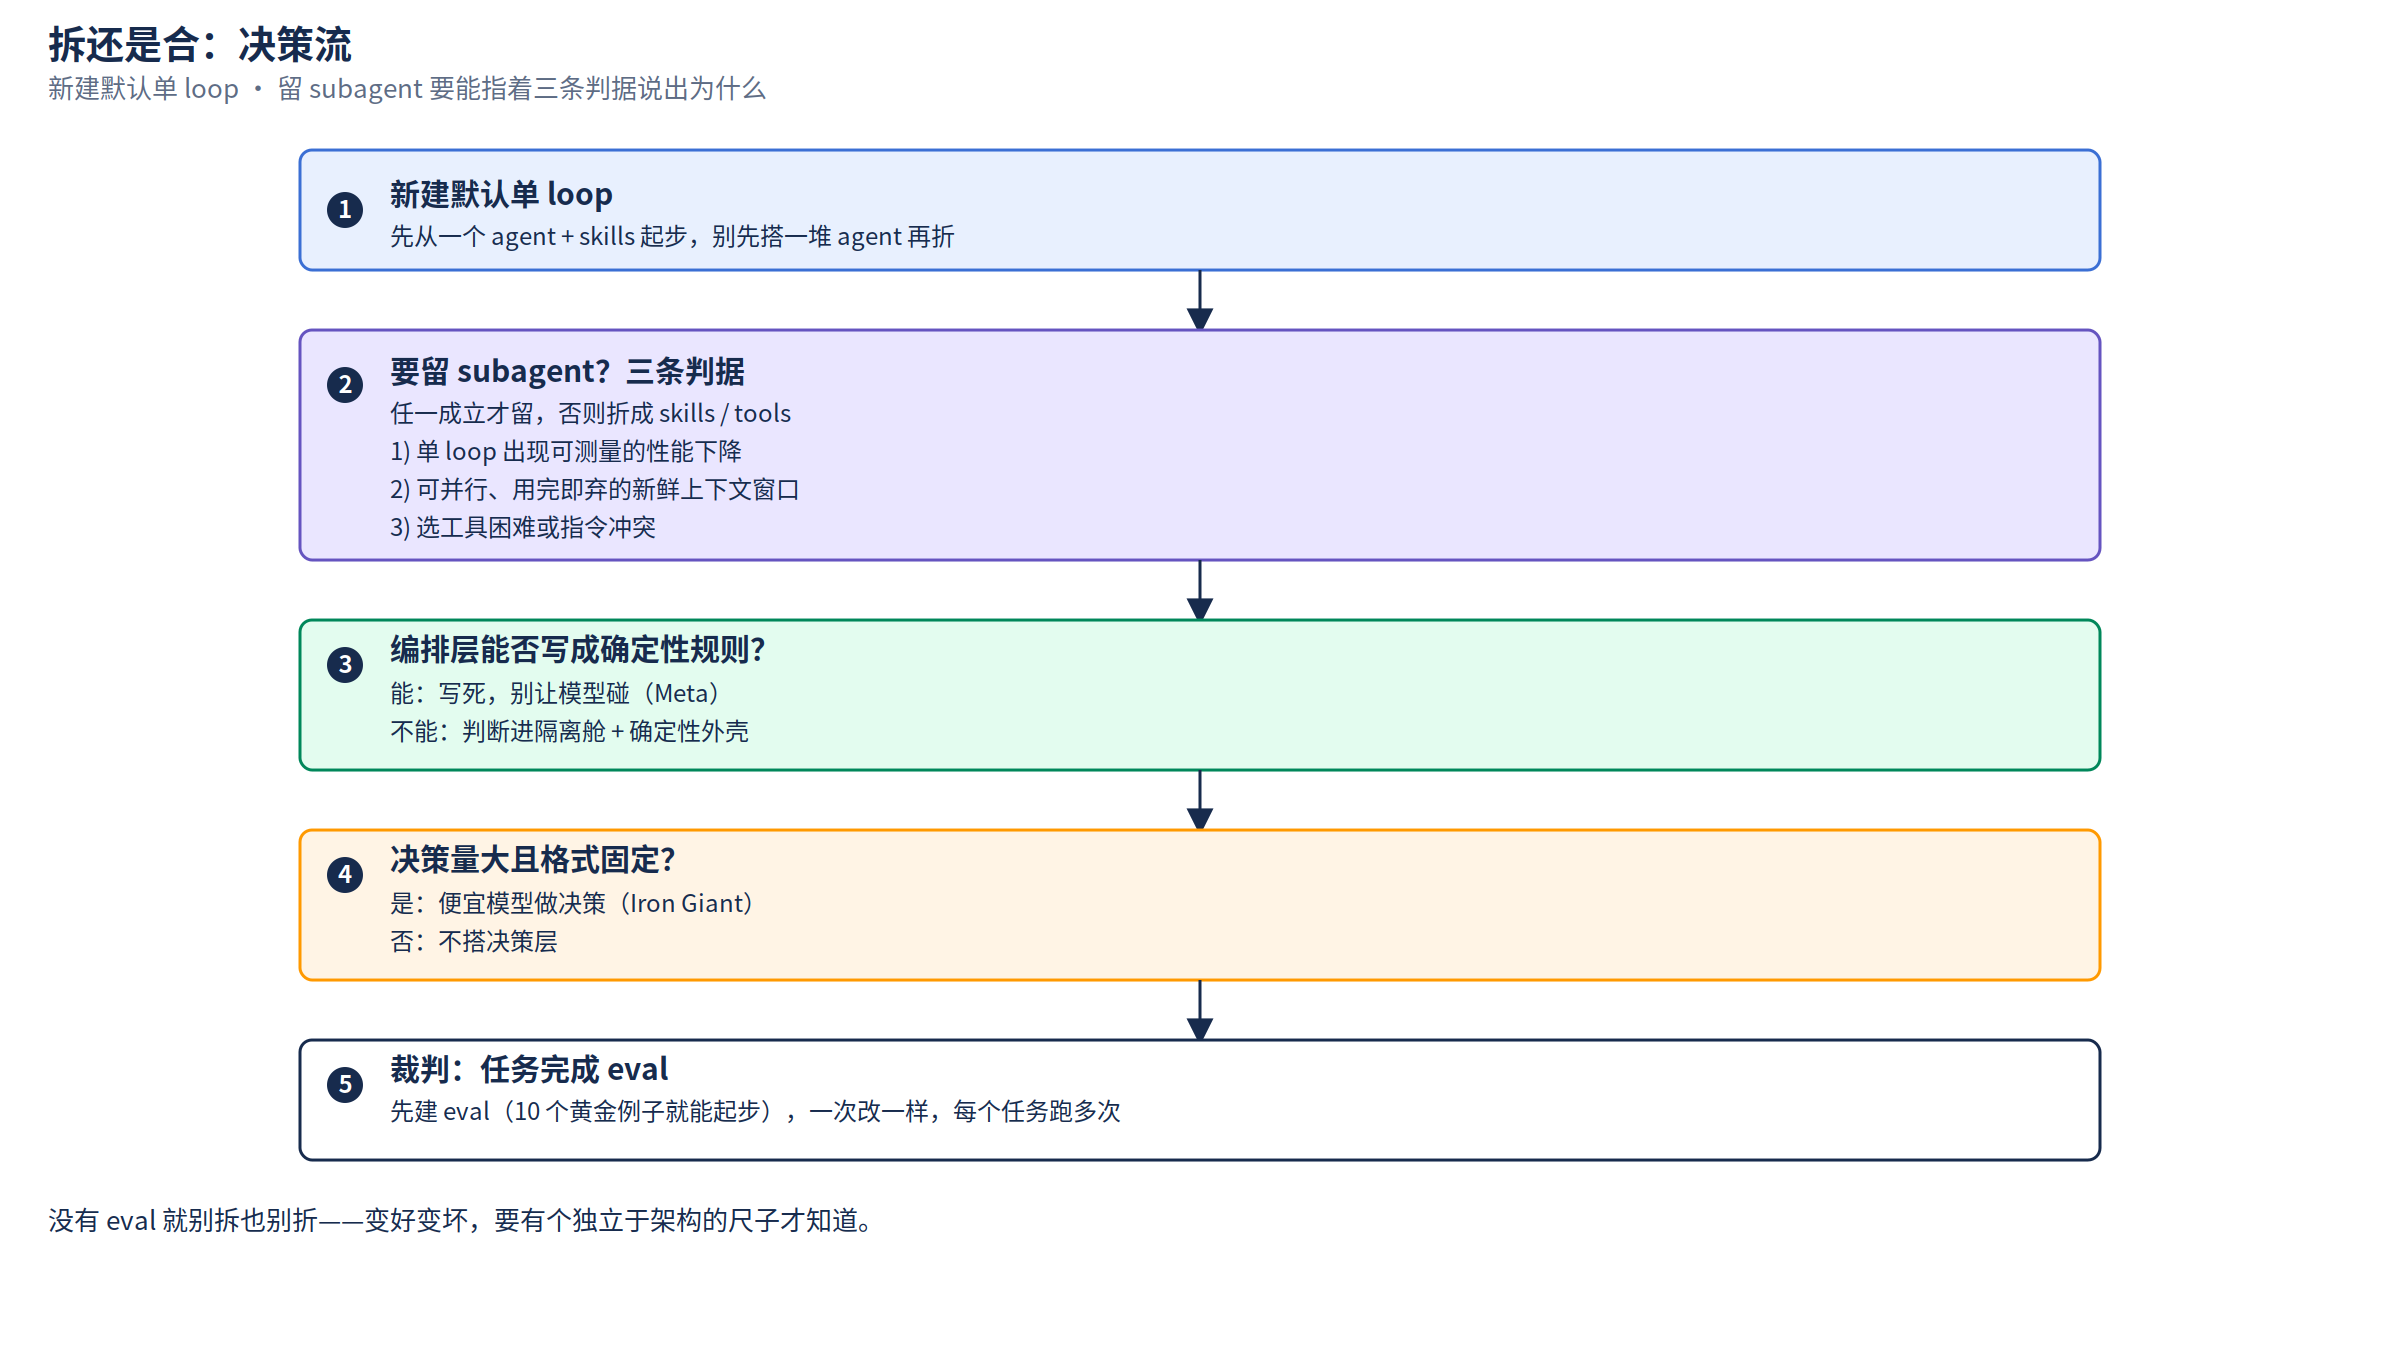 拆还是合：决策流
新建默认单 loop · 留 subagent 要能指着三条判据说出为什么
1
新建默认单 loop
先从一个 agent + skills 起步，别先搭一堆 agent 再折
2
要留 subagent？三条判据
任一成立才留，否则折成 skills / tools
1) 单 loop 出现可测量的性能下降
2) 可并行、用完即弃的新鲜上下文窗口
3) 选工具困难或指令冲突
3
编排层能否写成确定性规则？
能：写死，别让模型碰（Meta）
不能：判断进隔离舱 + 确定性外壳
4
决策量大且格式固定？
是：便宜模型做决策（Iron Giant）
否：不搭决策层
5
裁判：任务完成 eval
先建 eval（10 个黄金例子就能起步），一次改一样，每个任务跑多次
没有 eval 就别拆也别折——变好变坏，要有个独立于架构的尺子才知道。